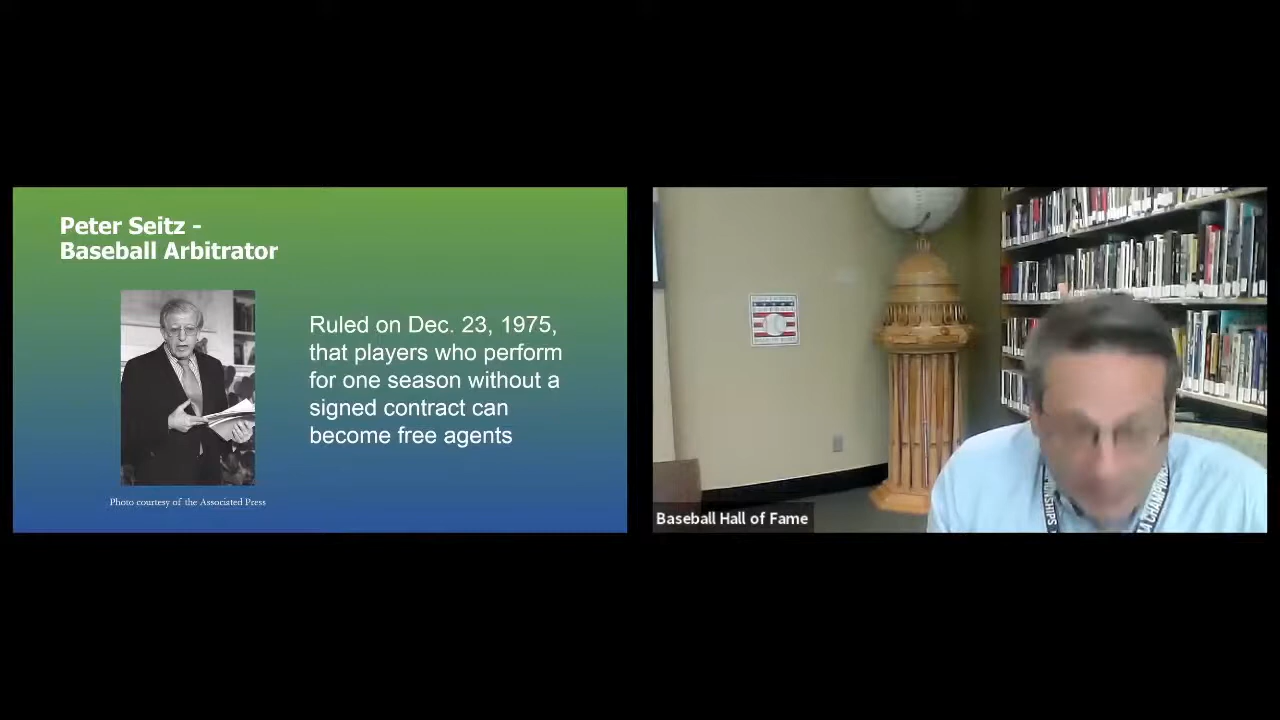 Peter Seitz -
Baseball Arbitrator
Ruled on Dec. 23, 1975,
that players who perform
for one season without a
signed contract can
become free agents
Photo courtesy of the Associated Press
Baseball Hall of Fame